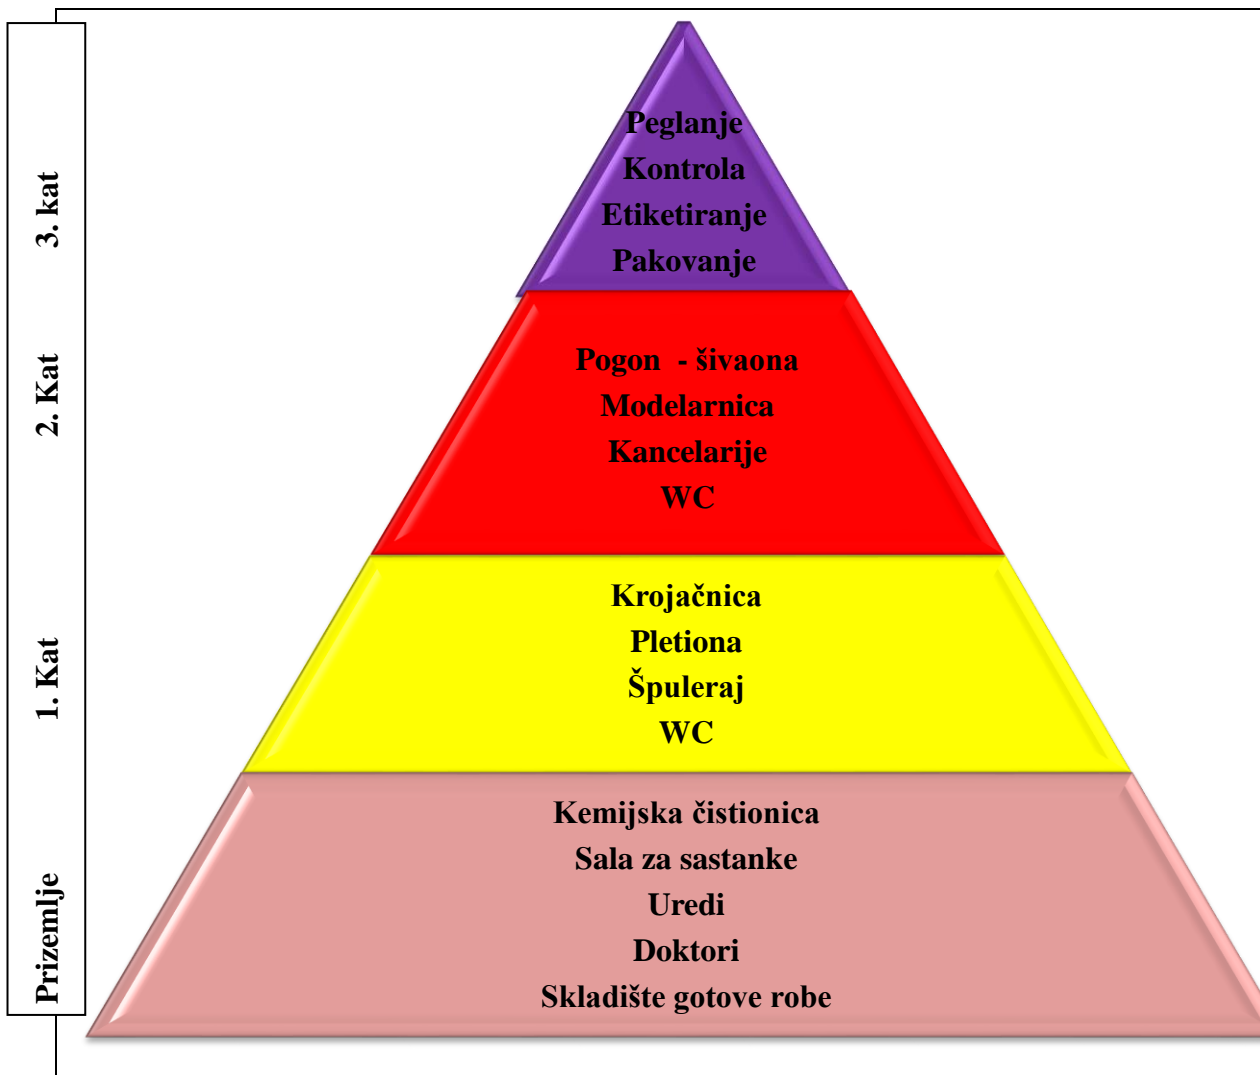 3. kat
Peglanje
Kontrola
Etiketiranje
Pakovanje
2. Kat
Pogon  - šivaona
Modelarnica
Kancelarije
WC
1. Kat
Krojačnica
Pletiona
Špuleraj
WC
Prizemlje
Kemijska čistionica
Sala za sastanke
Uredi
Doktori
Skladište gotove robe